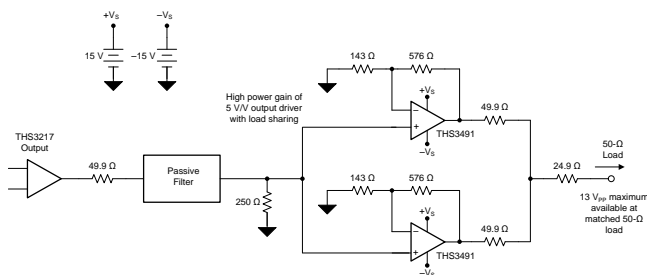 +VS
–VS
15 V
–15 V
143 Ω
576 Ω
High power gain of
5 V/V output driver
with load sharing
+VS
THS3491
–VS
49.9 Ω
THS3217
Output
49.9 Ω
Passive
Filter
250 Ω
143 Ω
576 Ω
+VS
THS3491
–VS
49.9 Ω
24.9 Ω
50-Ω
Load
13 VPP maximum
available at
matched 50-Ω
load